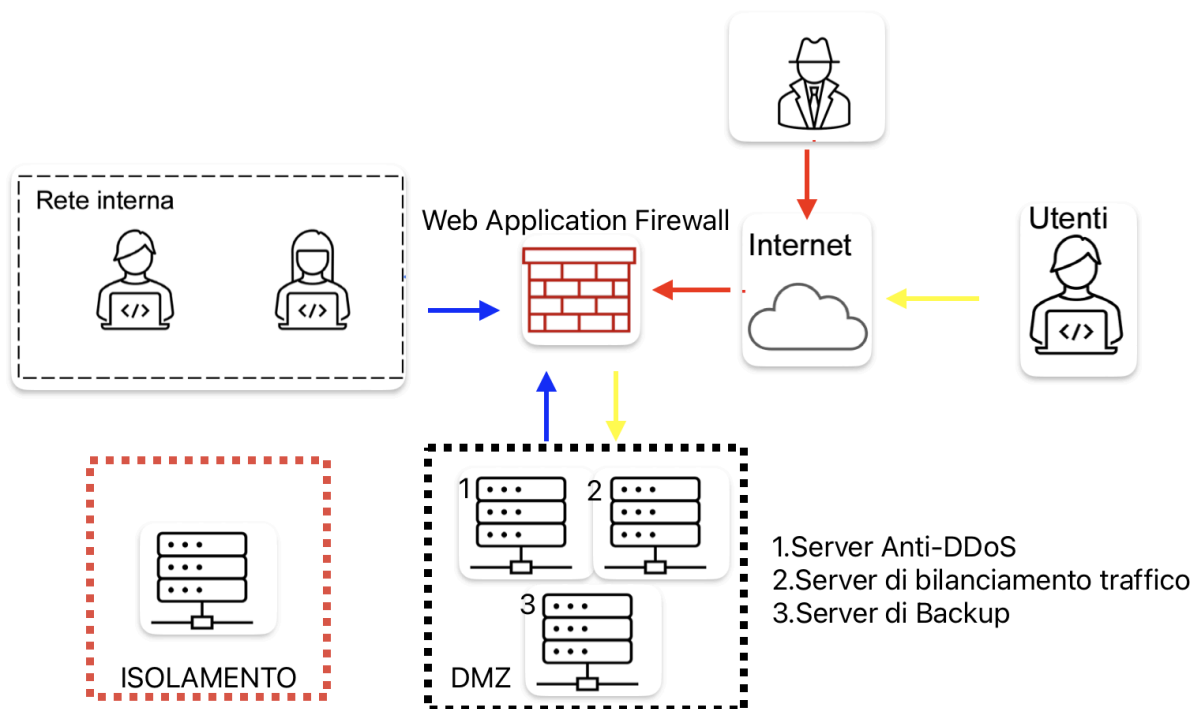 Rete interna
</>
</>
Web Application Firewall
Internet
Utenti
</>
1
2
3
1.Server Anti-DDoS
2.Server di bilanciamento traffico
3.Server di Backup
ISOLAMENTO
DMZ